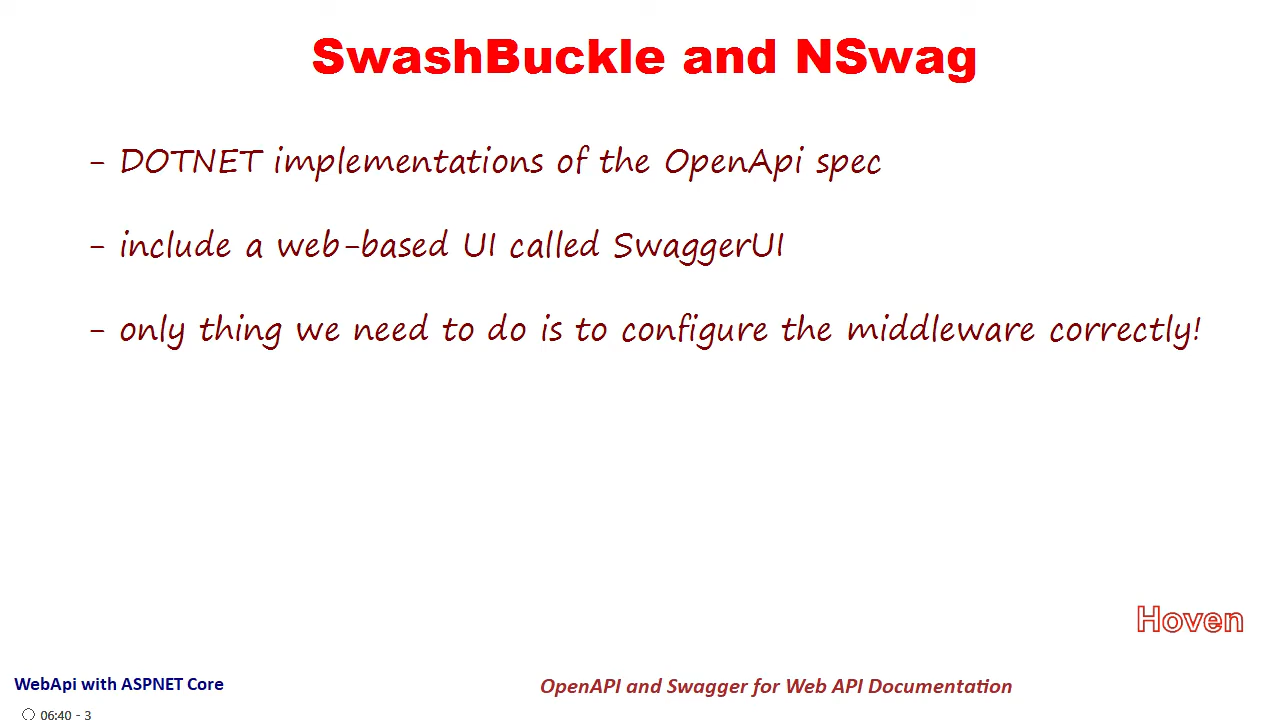 SwashBuckle and NSwag
- DOTNET implementations of the OpenApi spec
- include a web-based UI called SwaggerUI
- only thing we need to do is to configure the middleware correctly!
Hoven
WebApi with ASPNET Core
OpenAPI and Swagger for Web API Documentation
06:40 - 3